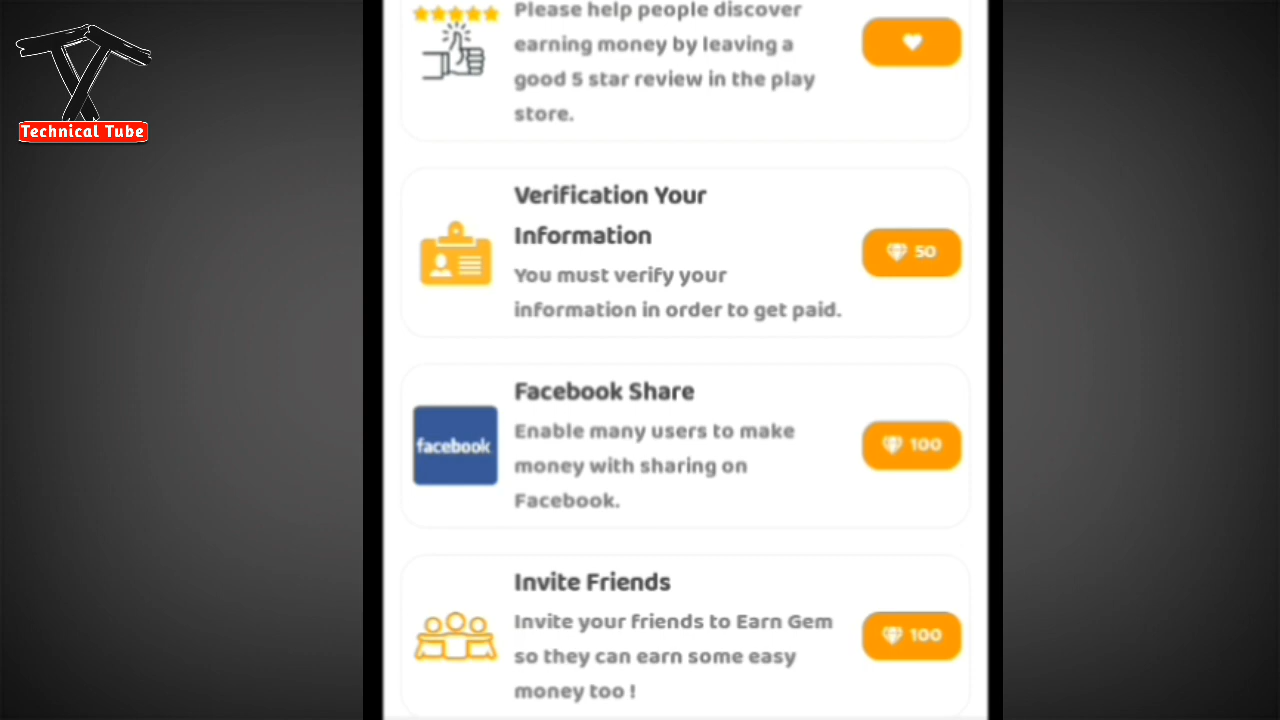 Technical Tube
Please help people discover
earning money by leaving a
good 5 star review in the play
store.
Verification Your
Information
You must verify your
information in order to get paid.
50
Facebook Share
Enable many users to make
money with sharing on
Facebook.
facebook
100
Invite Friends
Invite your friends to Earn Gem
so they can earn some easy
money too !
100